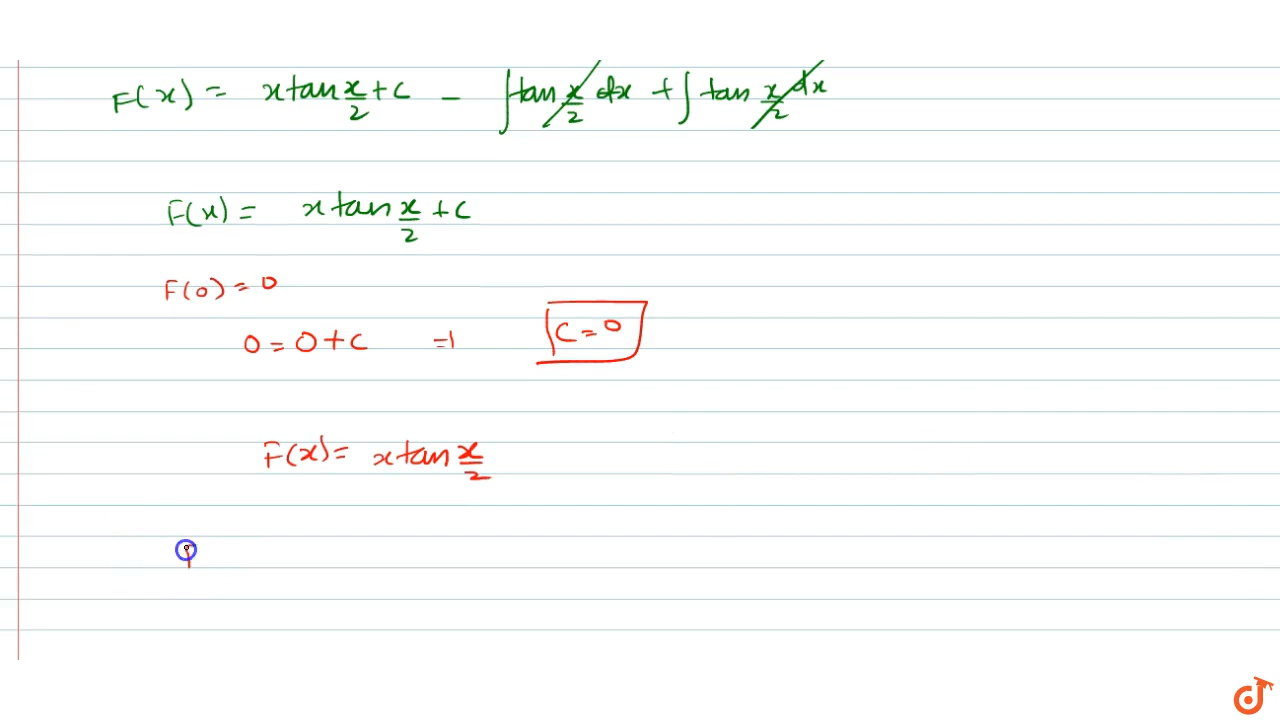 F(x) = x tan x/2 + c - ∫tan x/2 dx + ∫ tan x/2 dx
F(x) = x tan x/2 + c
F(0) = 0
0 = 0 + c ⇒ c = 0
F(x) = x tan x/2